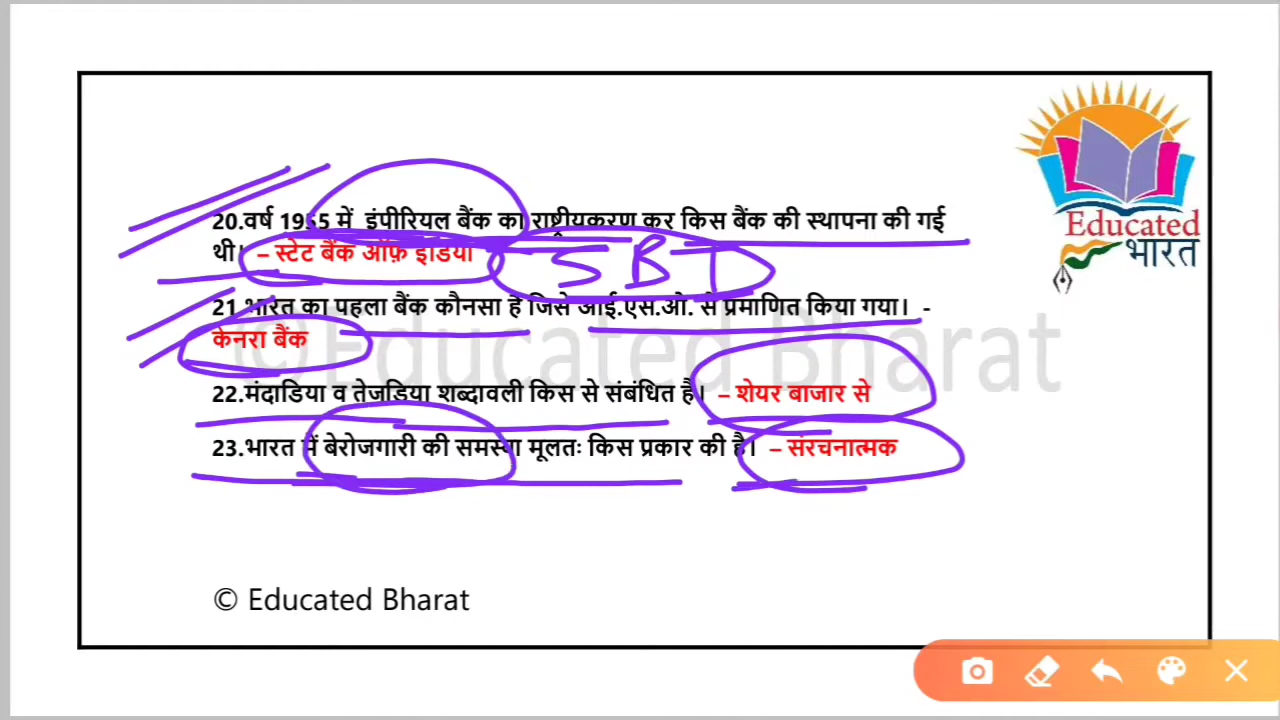 Educated
भारत
20.वर्ष 1955 में इंपीरियल बैंक का राष्ट्रीयकरण कर किस बैंक की स्थापना की गई
थी। – स्टेट बैंक ऑफ़ इंडिया
SBI
21.भारत का पहला बैंक कौनसा है जिसे आई.एस.ओ. से प्रमाणित किया गया। -
केनरा बैंक
©Educated Bharat
22.मंदाडिया व तेजडिया शब्दावली किस से संबंधित है। – शेयर बाजार से
23.भारत में बेरोजगारी की समस्या मूलतः किस प्रकार की है। – संरचनात्मक
© Educated Bharat